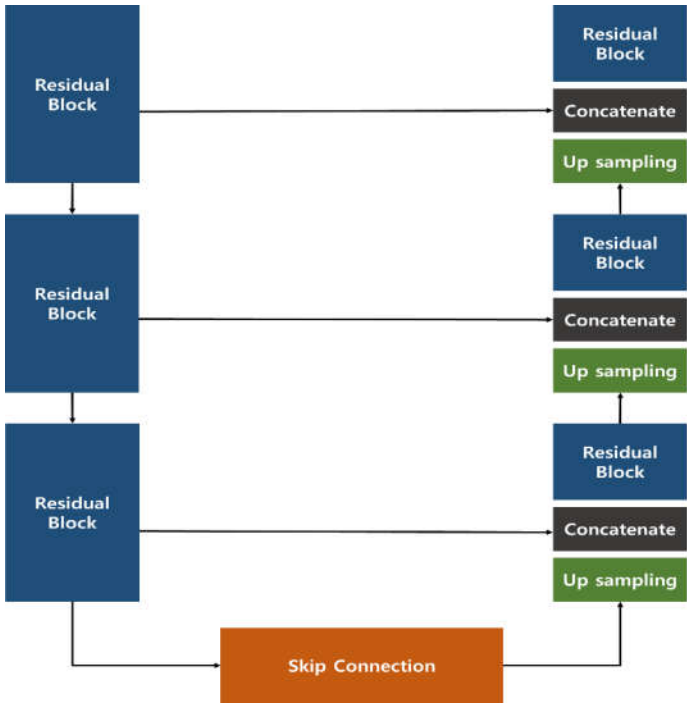 Residual
Block
Residual
Block
Concatenate
Up sampling
Residual
Block
Residual
Block
Concatenate
Up sampling
Residual
Block
Residual
Block
Concatenate
Up sampling
Skip Connection